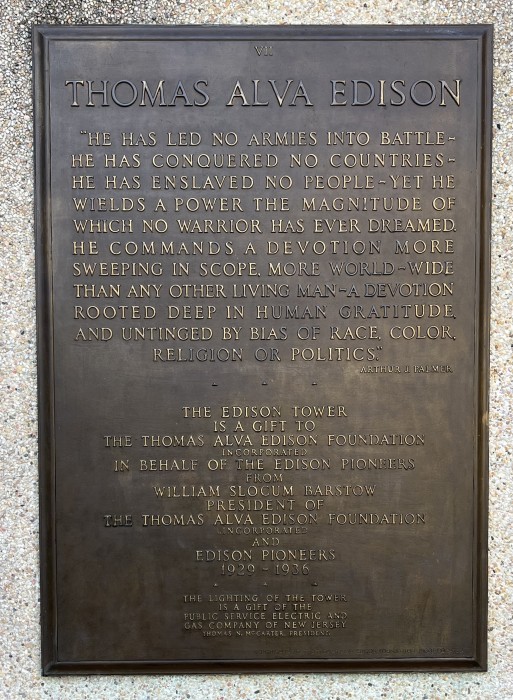 VII
THOMAS ALVA EDISON
"HE HAS LED NO ARMIES INTO BATTLE~
HE HAS CONQUERED NO COUNTRIES~
HE HAS ENSLAVED NO PEOPLE~YET HE
WIELDS A POWER THE MAGNITUDE OF
WHICH NO WARRIOR HAS EVER DREAMED.
HE COMMANDS A DEVOTION MORE
SWEEPING IN SCOPE, MORE WORLD~WIDE
THAN ANY OTHER LIVING MAN~A DEVOTION
ROOTED DEEP IN HUMAN GRATITUDE,
AND UNTINGED BY BIAS OF RACE, COLOR,
RELIGION OR POLITICS."
ARTHUR J. PALMER
- - -
THE EDISON TOWER
IS A GIFT TO
THE THOMAS ALVA EDISON FOUNDATION
INCORPORATED
IN BEHALF OF THE EDISON PIONEERS
FROM
WILLIAM SLOCUM BARSTOW
PRESIDENT OF
THE THOMAS ALVA EDISON FOUNDATION
INCORPORATED
AND
EDISON PIONEERS
1929 - 1936
- - -
THE LIGHTING OF THE TOWER
IS A GIFT OF THE
PUBLIC SERVICE ELECTRIC AND
GAS COMPANY OF NEW JERSEY
THOMAS N. MCCARTER, PRESIDENT